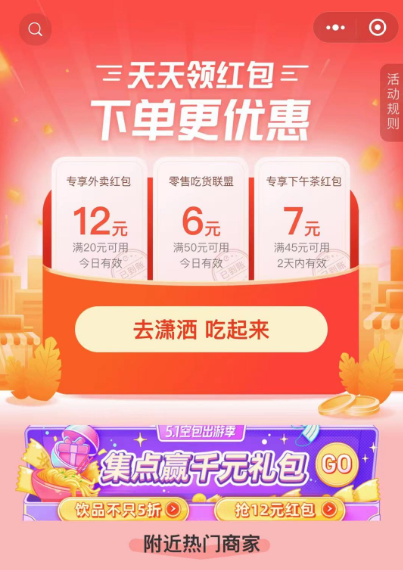 天天领红包
下单更优惠
活动规则
专享外卖红包
零售吃货联盟
专享下午茶红包
12元
6元
7元
满20元可用
满50元可用
满45元可用
今日有效
今日有效
2天内有效
去潇洒 吃起来
5.1空包出游季
集点赢千元礼包
GO
饮品不只5折
抢12元红包
附近热门商家